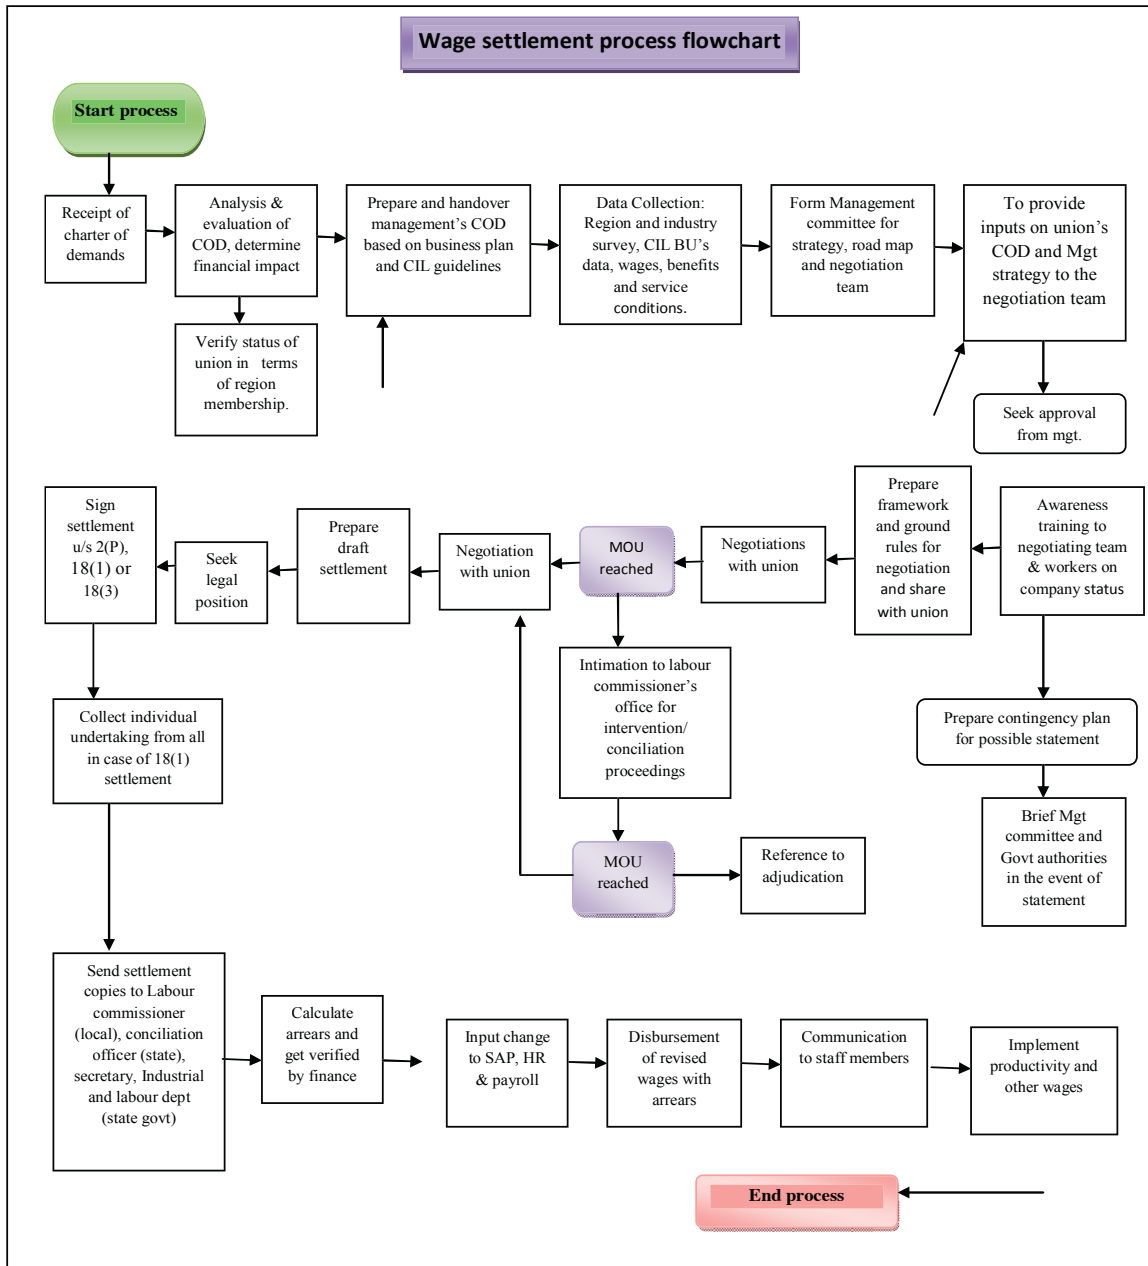 Wage settlement process flowchart
Start process
Receipt of
charter of
demands
Analysis &
evaluation of
COD, determine
financial impact
Prepare and handover
management's COD
based on business plan
and CIL guidelines
Data Collection:
Region and industry
survey, CIL BU's
data, wages, benefits
and service
conditions.
Form Management
committee for
strategy, road map
and negotiation
team
To provide
inputs on union's
COD and Mgt
strategy to the
negotiation team
Verify status of
union in terms
of region
membership.
Seek approval
from mgt.
Sign
settlement
u/s 2(P),
18(1) or
18(3)
Seek
legal
position
Prepare
draft
settlement
Negotiation
with union
MOU
reached
Negotiations
with union
Prepare
framework
and ground
rules for
negotiation
and share
with union
Awareness
training to
negotiating team
& workers on
company status
Collect individual
undertaking from all
in case of 18(1)
settlement
Intimation to labour
commissioner's
office for
intervention/
conciliation
proceedings
Prepare contingency plan
for possible statement
MOU
reached
Reference to
adjudication
Brief Mgt
committee and
Govt authorities
in the event of
statement
Send settlement
copies to Labour
commissioner
(local), conciliation
officer (state),
secretary, Industrial
and labour dept
(state govt)
Calculate
arrears and
get verified
by finance
Input change
to SAP, HR
& payroll
Disbursement
of revised
wages with
arrears
Communication
to staff members
Implement
productivity and
other wages
End process